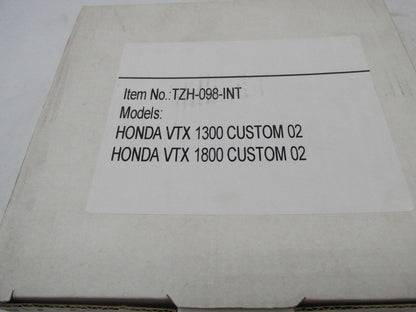 Item No.:TZH-098-INT
Models:
HONDA VTX 1300 CUSTOM 02
HONDA VTX 1800 CUSTOM 02